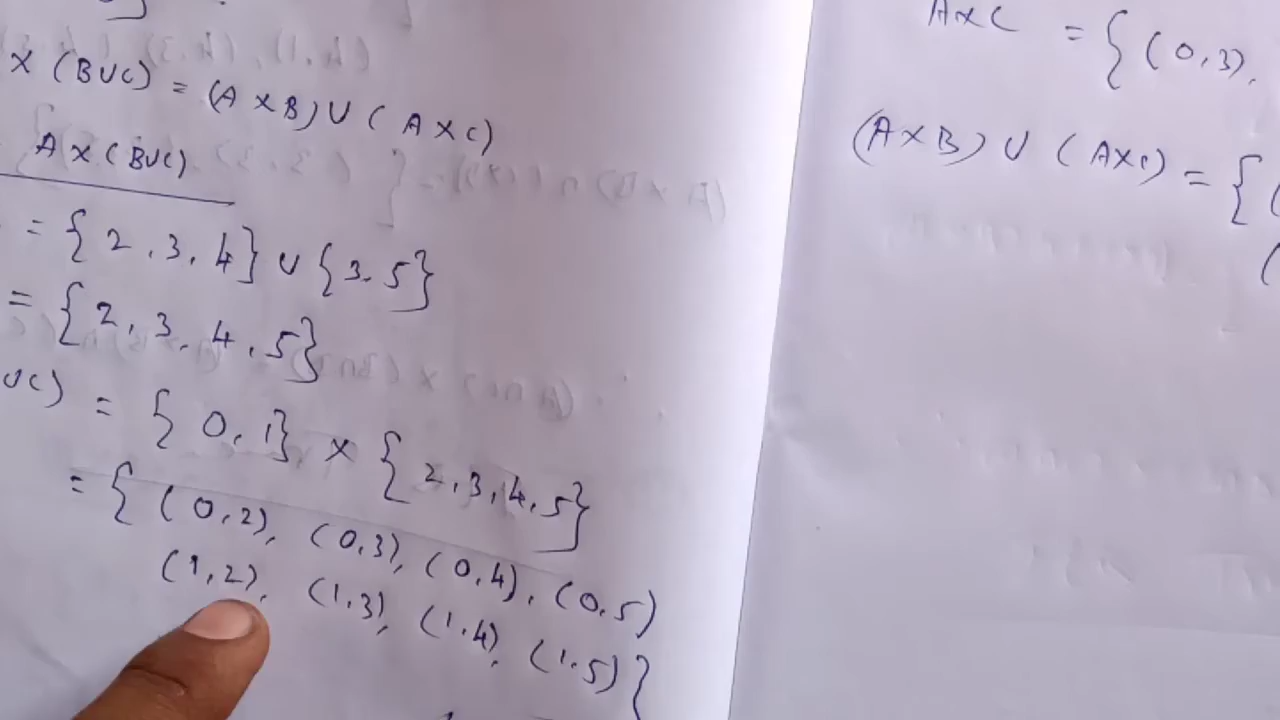 × (B∪C) = (A × B) ∪ (A × C)
A × (B∪C)
= {2, 3, 4} ∪ {3, 5}
= {2, 3, 4, 5}
∪C) = {0, 1} × {2, 3, 4, 5}
= {(0, 2), (0, 3), (0, 4), (0, 5)
(1, 2), (1, 3), (1, 4), (1, 5)}
A×C = {(0, 3),
(A×B) ∪ (A×C) = {(
(